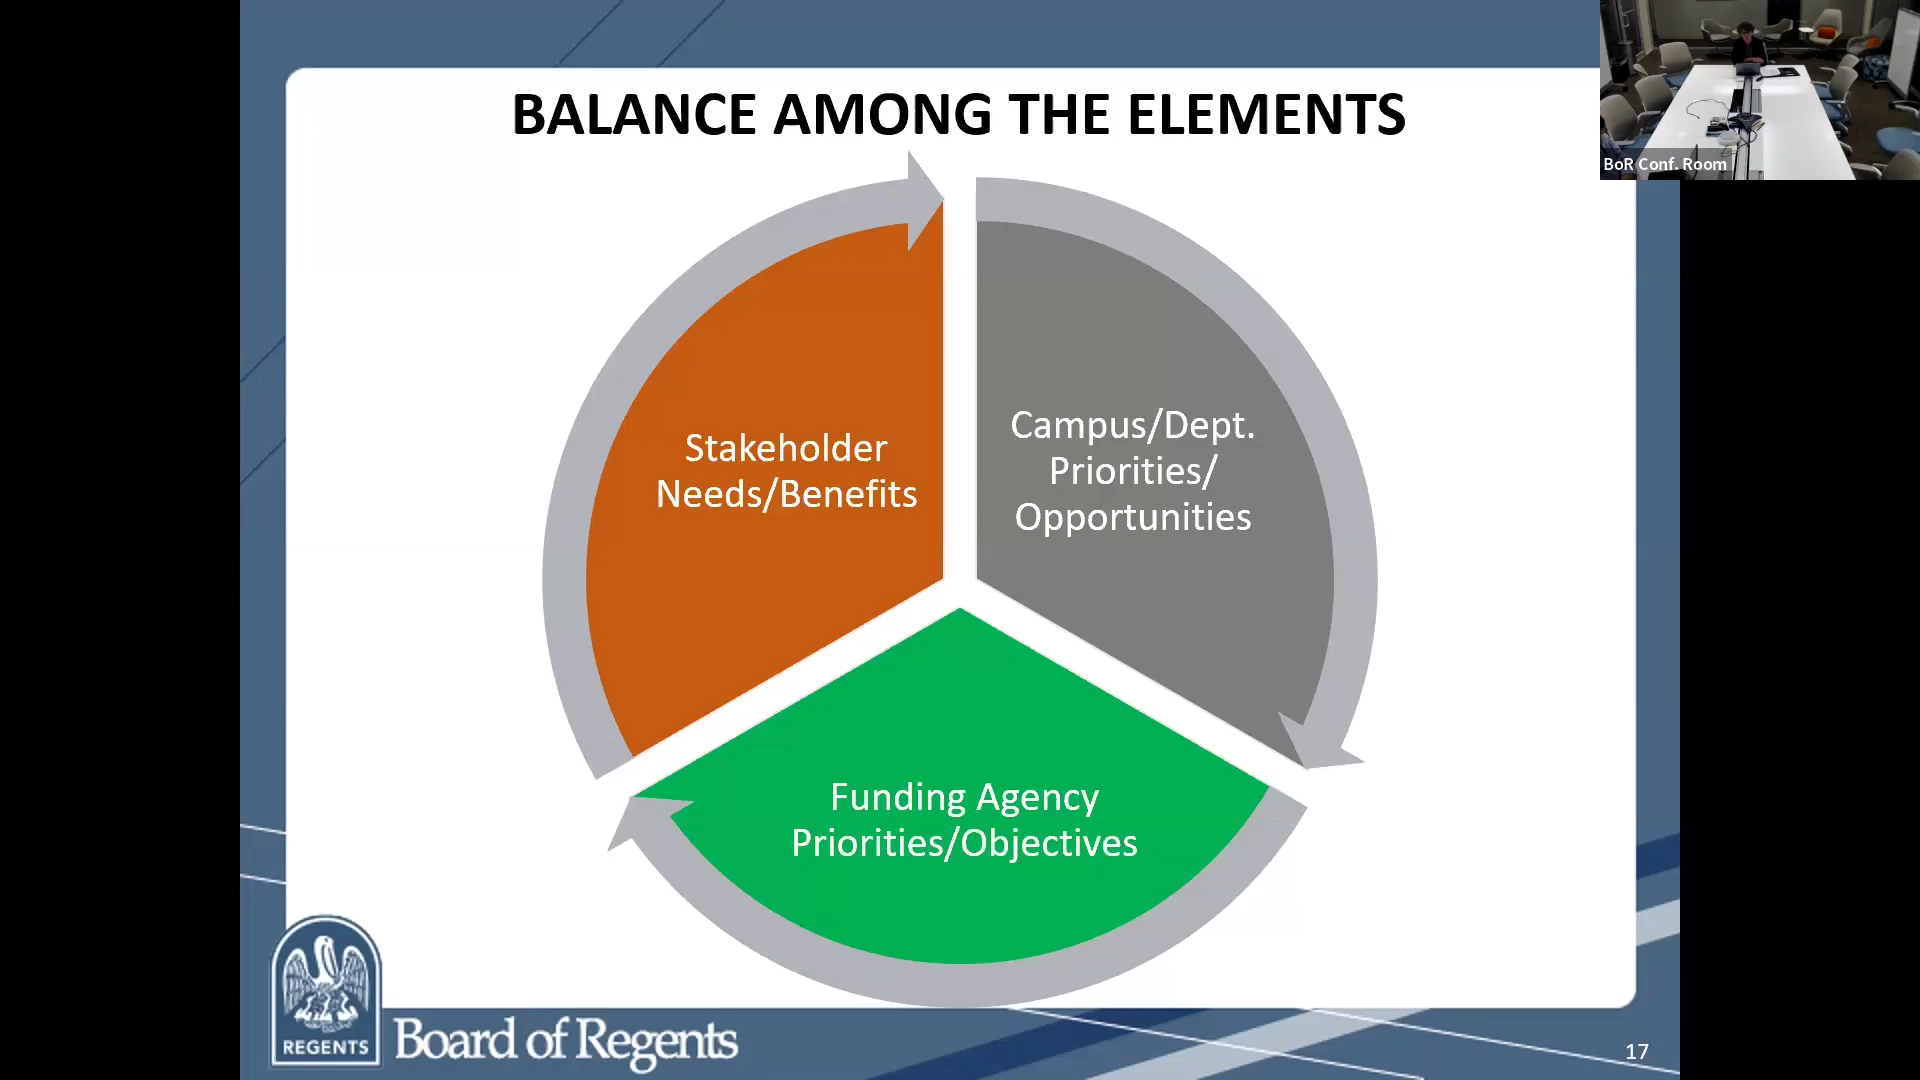 BALANCE AMONG THE ELEMENTS
BoR Conf. Room
Stakeholder
Needs/Benefits
Campus/Dept.
Priorities/
Opportunities
Funding Agency
Priorities/Objectives
REGENTS
Board of Regents
17